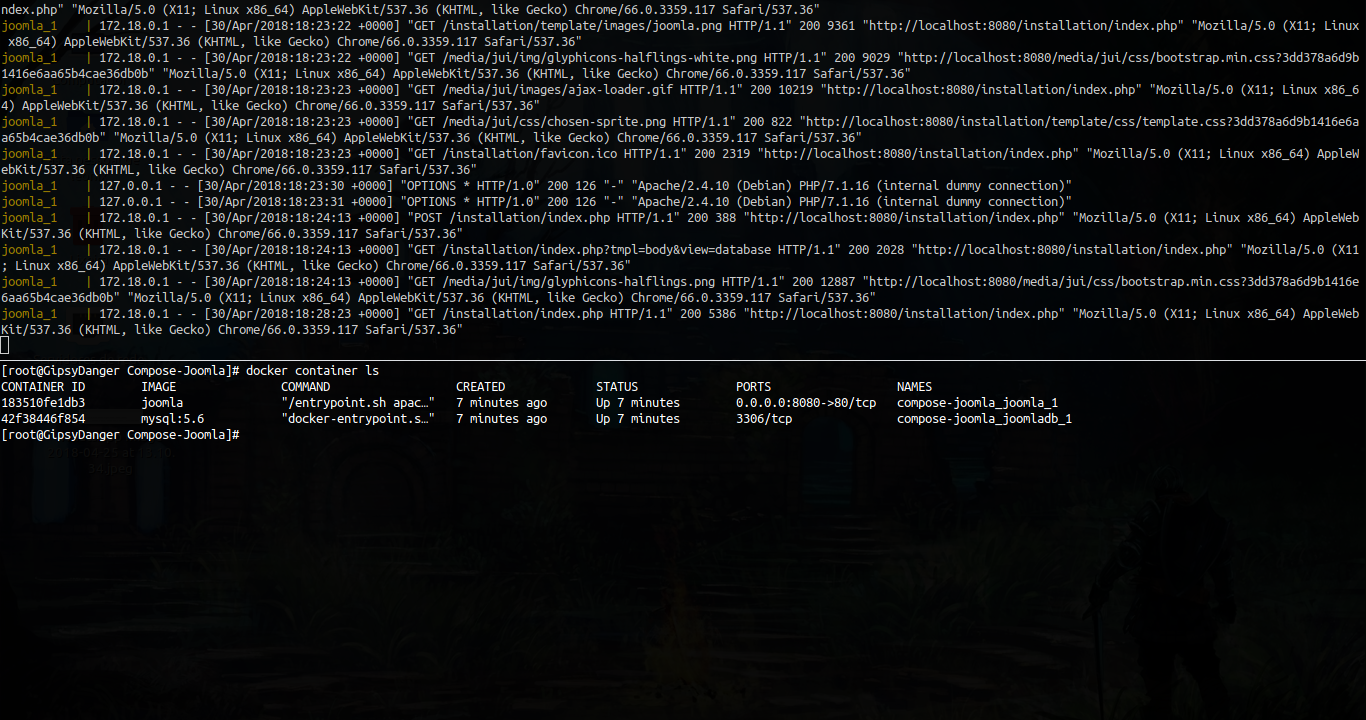 ndex.php" "Mozilla/5.0 (X11; Linux x86_64) AppleWebKit/537.36 (KHTML, like Gecko) Chrome/66.0.3359.117 Safari/537.36"
joomla_1    | 172.18.0.1 - - [30/Apr/2018:18:23:22 +0000] "GET /installation/template/images/joomla.png HTTP/1.1" 200 9361 "http://localhost:8080/installation/index.php" "Mozilla/5.0 (X11; Linux
 x86_64) AppleWebKit/537.36 (KHTML, like Gecko) Chrome/66.0.3359.117 Safari/537.36"
joomla_1    | 172.18.0.1 - - [30/Apr/2018:18:23:22 +0000] "GET /media/jui/img/glyphicons-halflings-white.png HTTP/1.1" 200 9029 "http://localhost:8080/media/jui/css/bootstrap.min.css?3dd378a6d9b
1416e6aa65b4cae36db0b" "Mozilla/5.0 (X11; Linux x86_64) AppleWebKit/537.36 (KHTML, like Gecko) Chrome/66.0.3359.117 Safari/537.36"
joomla_1    | 172.18.0.1 - - [30/Apr/2018:18:23:23 +0000] "GET /media/jui/images/ajax-loader.gif HTTP/1.1" 200 10219 "http://localhost:8080/installation/index.php" "Mozilla/5.0 (X11; Linux x86_6
4) AppleWebKit/537.36 (KHTML, like Gecko) Chrome/66.0.3359.117 Safari/537.36"
joomla_1    | 172.18.0.1 - - [30/Apr/2018:18:23:23 +0000] "GET /media/jui/css/chosen-sprite.png HTTP/1.1" 200 822 "http://localhost:8080/installation/template/css/template.css?3dd378a6d9b1416e6a
a65b4cae36db0b" "Mozilla/5.0 (X11; Linux x86_64) AppleWebKit/537.36 (KHTML, like Gecko) Chrome/66.0.3359.117 Safari/537.36"
joomla_1    | 172.18.0.1 - - [30/Apr/2018:18:23:23 +0000] "GET /installation/favicon.ico HTTP/1.1" 200 2319 "http://localhost:8080/installation/index.php" "Mozilla/5.0 (X11; Linux x86_64) AppleW
ebKit/537.36 (KHTML, like Gecko) Chrome/66.0.3359.117 Safari/537.36"
joomla_1    | 127.0.0.1 - - [30/Apr/2018:18:23:30 +0000] "OPTIONS * HTTP/1.0" 200 126 "-" "Apache/2.4.10 (Debian) PHP/7.1.16 (internal dummy connection)"
joomla_1    | 127.0.0.1 - - [30/Apr/2018:18:23:31 +0000] "OPTIONS * HTTP/1.0" 200 126 "-" "Apache/2.4.10 (Debian) PHP/7.1.16 (internal dummy connection)"
joomla_1    | 172.18.0.1 - - [30/Apr/2018:18:24:13 +0000] "POST /installation/index.php HTTP/1.1" 200 388 "http://localhost:8080/installation/index.php" "Mozilla/5.0 (X11; Linux x86_64) AppleWeb
Kit/537.36 (KHTML, like Gecko) Chrome/66.0.3359.117 Safari/537.36"
joomla_1    | 172.18.0.1 - - [30/Apr/2018:18:24:13 +0000] "GET /installation/index.php?tmpl=body&view=database HTTP/1.1" 200 2028 "http://localhost:8080/installation/index.php" "Mozilla/5.0 (X11
; Linux x86_64) AppleWebKit/537.36 (KHTML, like Gecko) Chrome/66.0.3359.117 Safari/537.36"
joomla_1    | 172.18.0.1 - - [30/Apr/2018:18:24:13 +0000] "GET /media/jui/img/glyphicons-halflings.png HTTP/1.1" 200 12887 "http://localhost:8080/media/jui/css/bootstrap.min.css?3dd378a6d9b1416e
6aa65b4cae36db0b" "Mozilla/5.0 (X11; Linux x86_64) AppleWebKit/537.36 (KHTML, like Gecko) Chrome/66.0.3359.117 Safari/537.36"
joomla_1    | 172.18.0.1 - - [30/Apr/2018:18:28:23 +0000] "GET /installation/index.php HTTP/1.1" 200 5386 "http://localhost:8080/installation/index.php" "Mozilla/5.0 (X11; Linux x86_64) AppleWeb
Kit/537.36 (KHTML, like Gecko) Chrome/66.0.3359.117 Safari/537.36"
[root@GipsyDanger Compose-Joomla]# docker container ls
CONTAINER ID        IMAGE               COMMAND                  CREATED             STATUS              PORTS                  NAMES
183510fe1db3        joomla              "/entrypoint.sh apac…"   7 minutes ago       Up 7 minutes        0.0.0.0:8080->80/tcp   compose-joomla_joomla_1
42f38446f854        mysql:5.6           "docker-entrypoint.s…"   7 minutes ago       Up 7 minutes        3306/tcp               compose-joomla_joomladb_1
[root@GipsyDanger Compose-Joomla]#